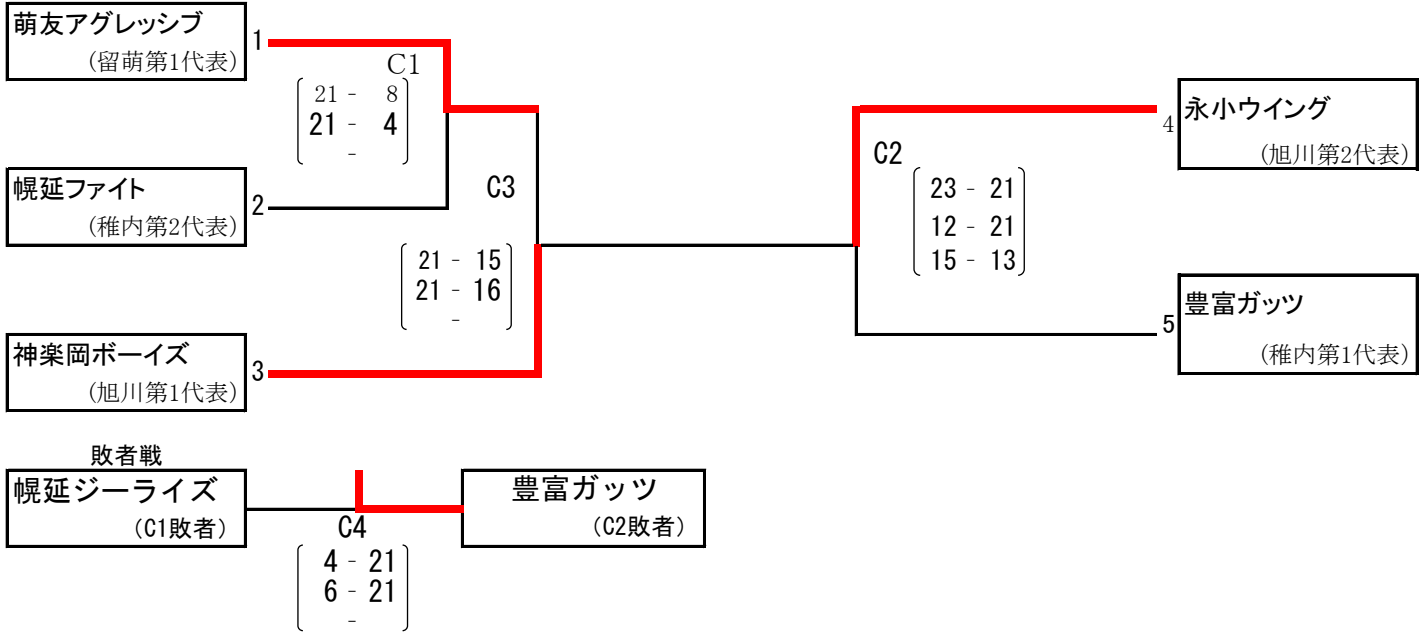 萌友アグレッシブ
(留萌第1代表)
1
C1
21 - 8
21 - 4
-
幌延ファイト
(稚内第2代表)
2
C3
21 - 15
21 - 16
-
神楽岡ボーイズ
(旭川第1代表)
3
永小ウイング
(旭川第2代表)
4
C2
23 - 21
12 - 21
15 - 13
豊富ガッツ
(稚内第1代表)
5
敗者戦
幌延ジーライズ
(C1敗者)
豊富ガッツ
(C2敗者)
C4
4 - 21
6 - 21
-